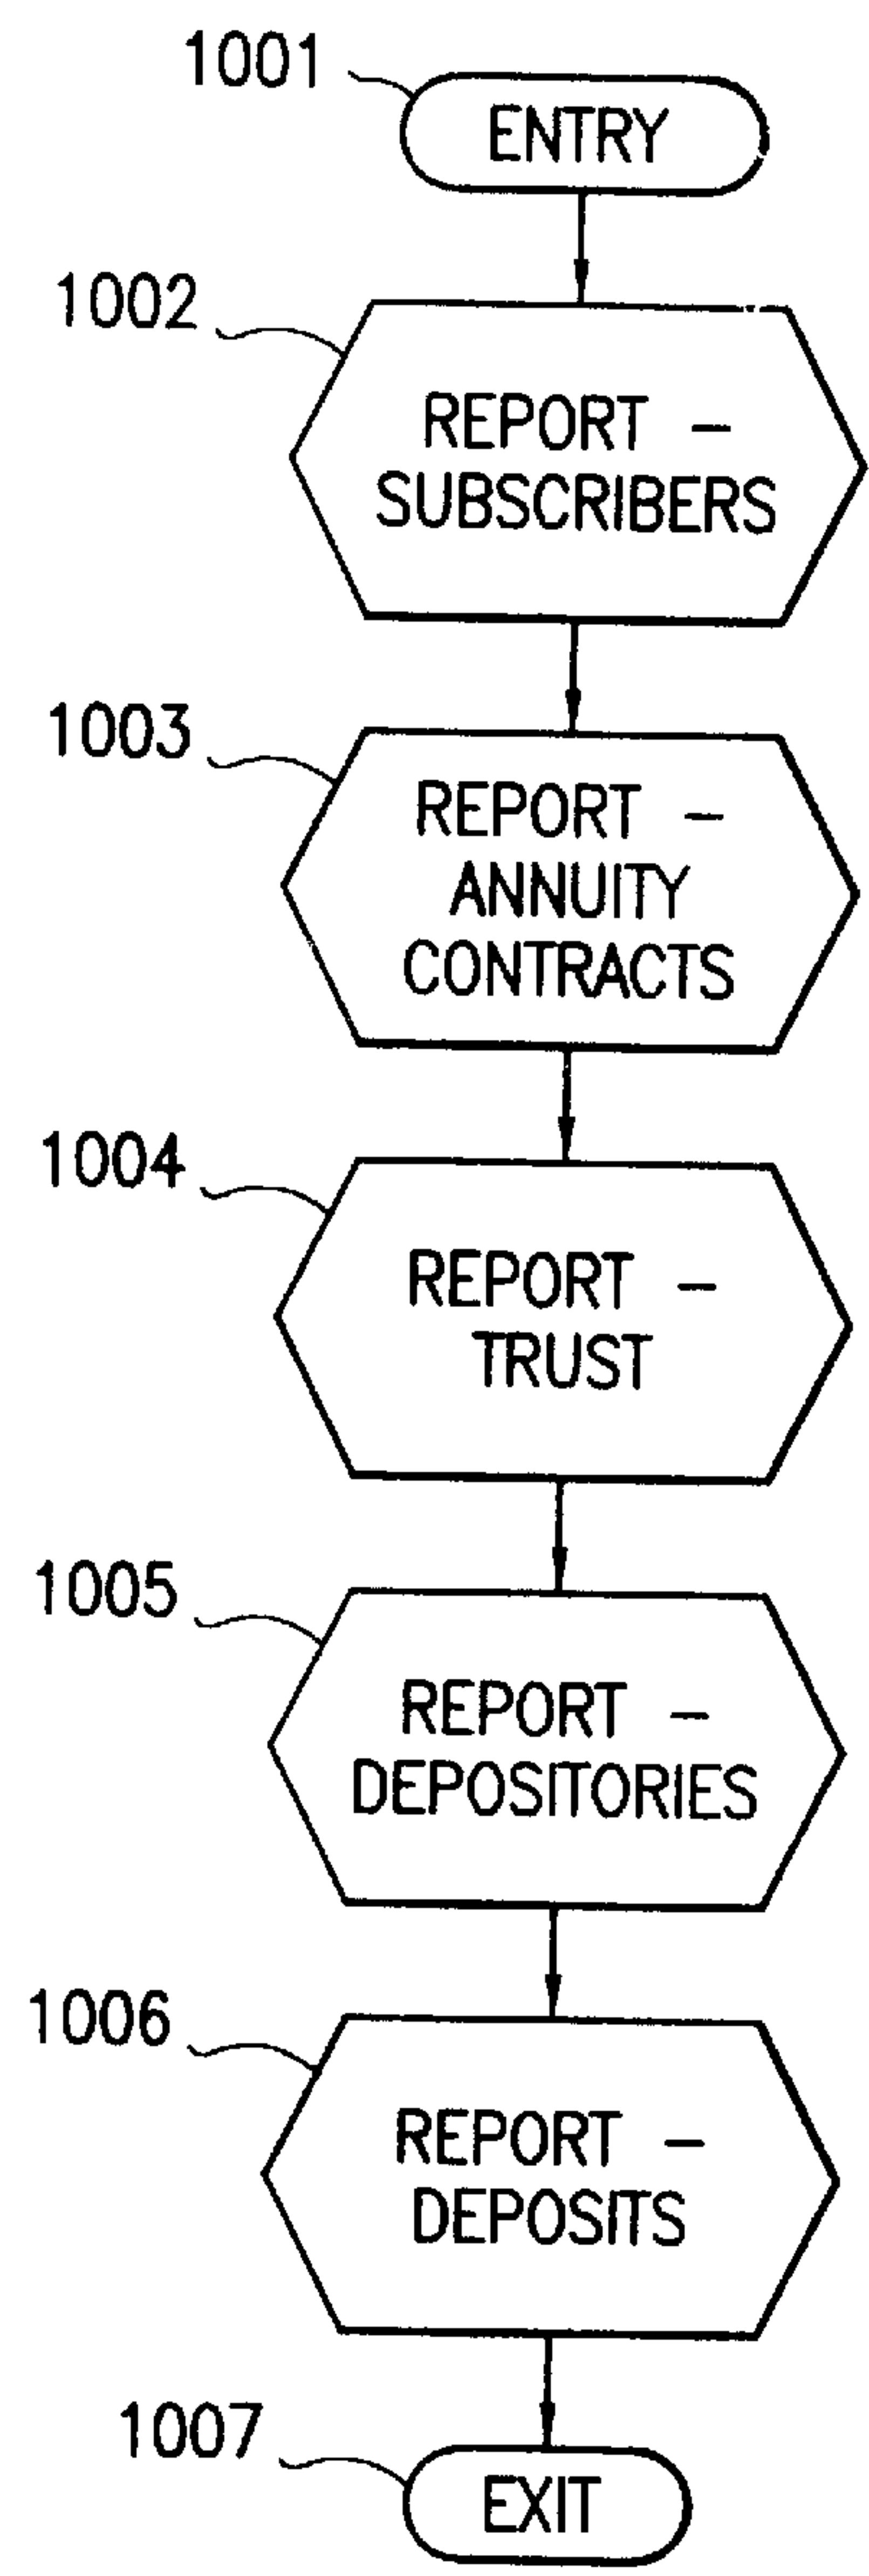 1001
ENTRY
1002
REPORT -
SUBSCRIBERS
1003
REPORT -
ANNUITY
CONTRACTS
1004
REPORT -
TRUST
1005
REPORT -
DEPOSITORIES
1006
REPORT -
DEPOSITS
1007
EXIT